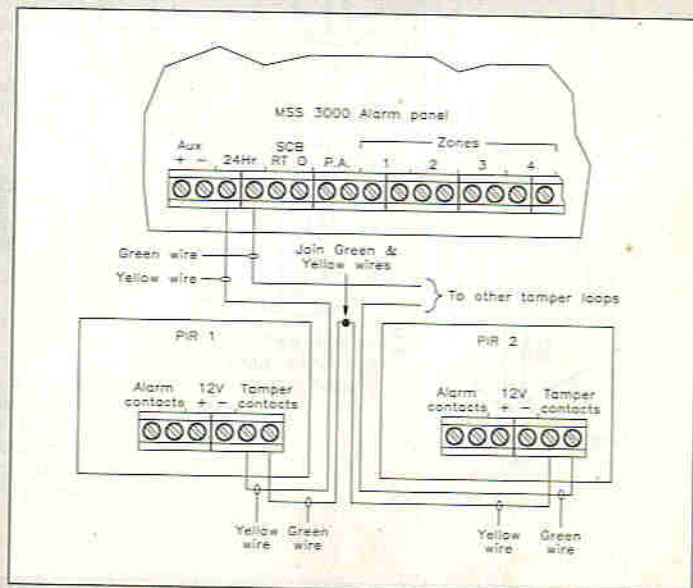 MSS 3000 Alarm panel
Aux SCB Zones
+ - 24Hr RT O P.A. 1 2 3 4
Green wire
Yellow wire
Join Green &
Yellow wires
To other tamper loops
PIR 1
Alarm 12V Tamper
contacts + - contacts
PIR 2
Alarm 12V Tamper
contacts + - contacts
Yellow Green
wire wire
Yellow Green
wire wire